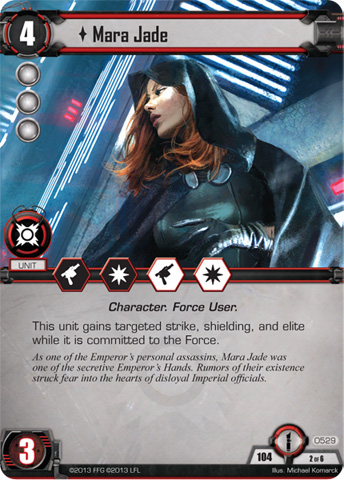 4
Mara Jade
UNIT
Character. Force User.
This unit gains targeted strike, shielding, and elite
while it is committed to the Force.
As one of the Emperor's personal assassins, Mara Jade was
one of the secretive Emperor's Hands. Rumors of their existence
struck fear into the hearts of disloyal Imperial officials.
3
0529
104
2 of 6
©2013 FFG ©2013 LFL
Illus. Michael Komarck